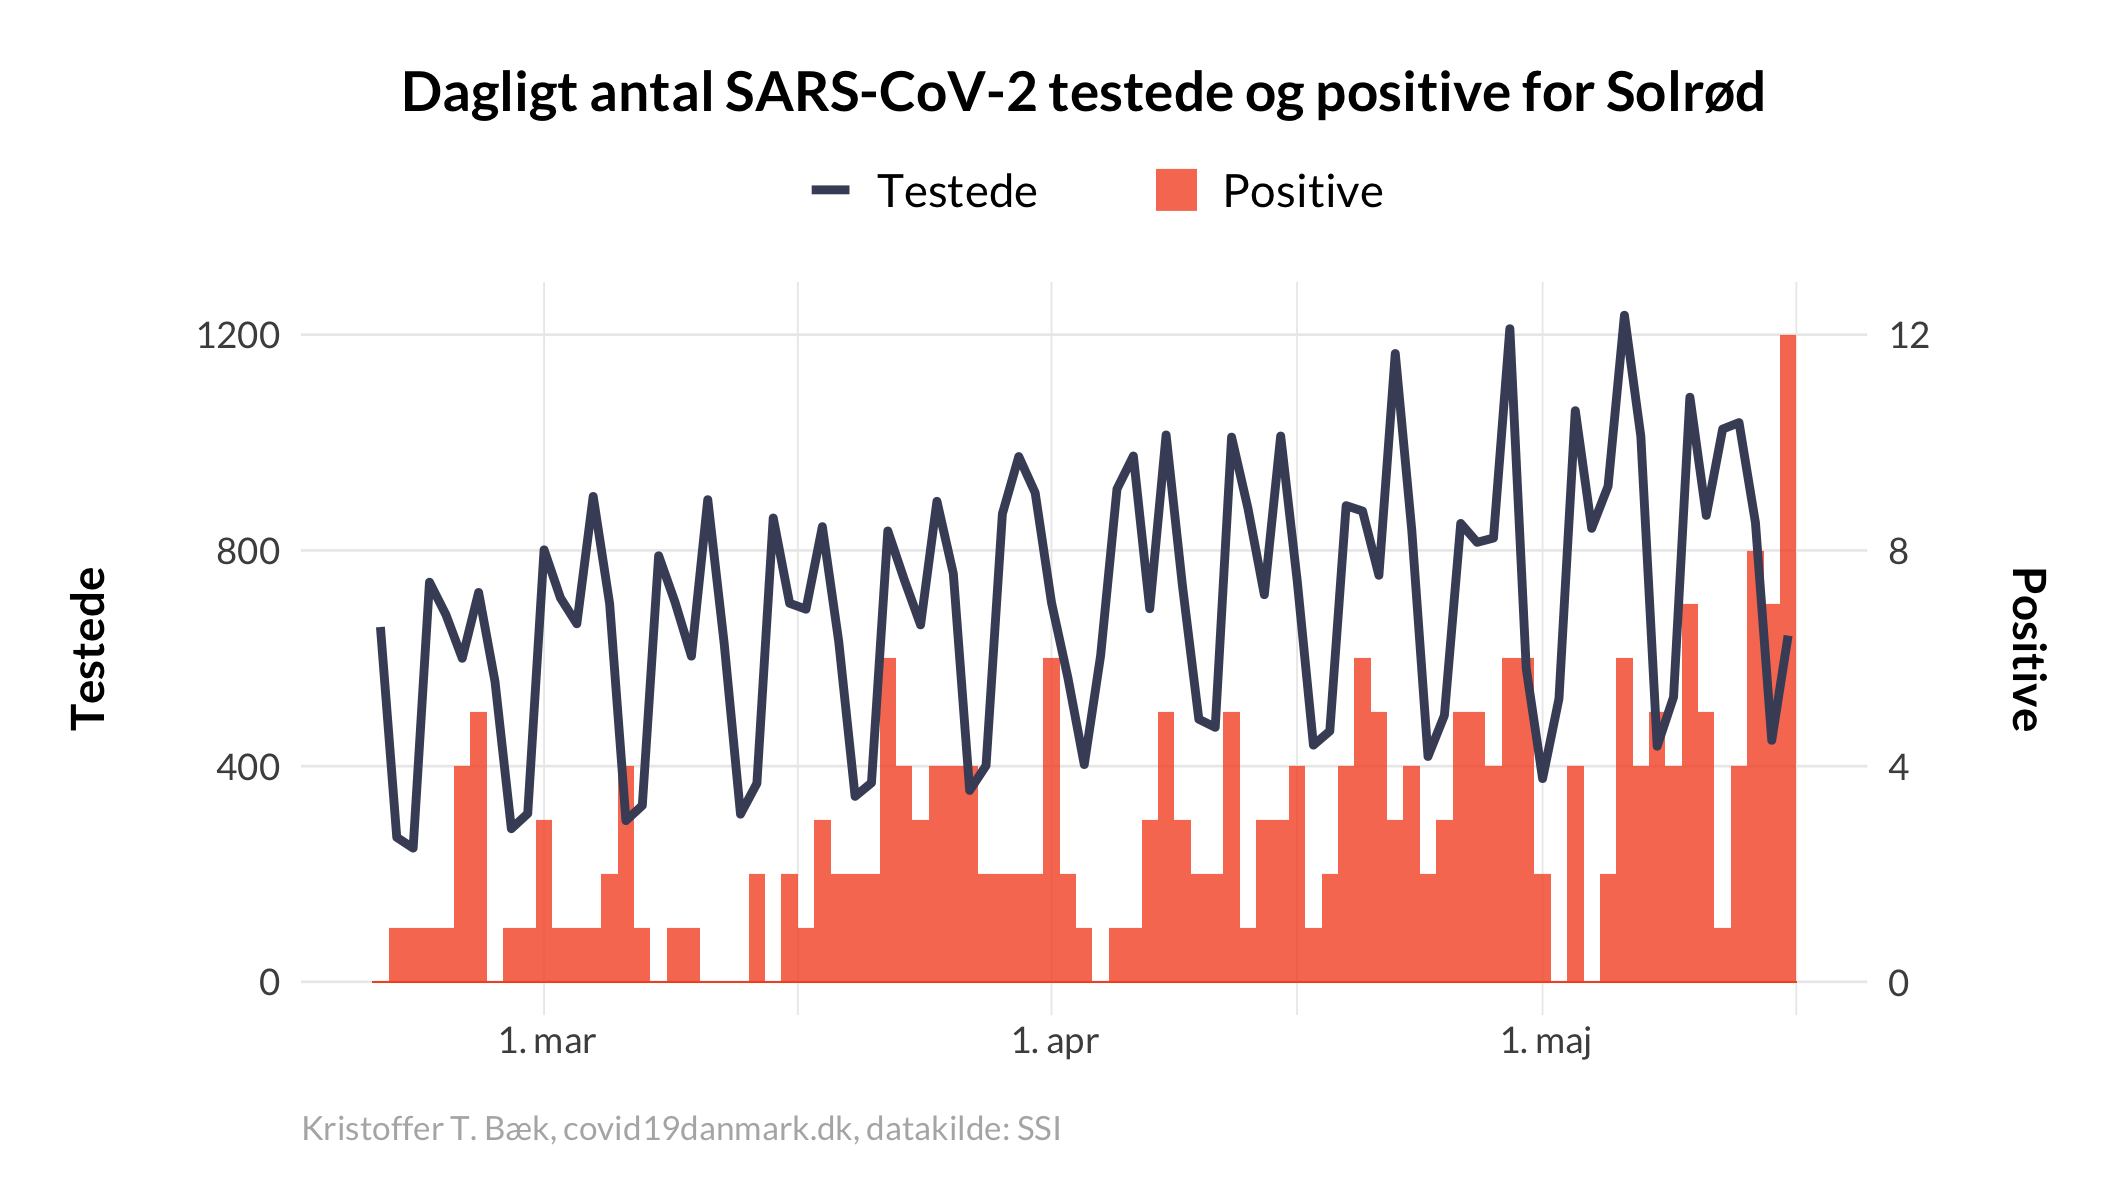 Dagligt antal SARS-CoV-2 testede og positive for Solrød
Testede
Positive
1200
800
400
0
Testede
12
8
4
0
Positive
1. mar
1. apr
1. maj
Kristoffer T. Bæk, covid19danmark.dk, datakilde: SSI